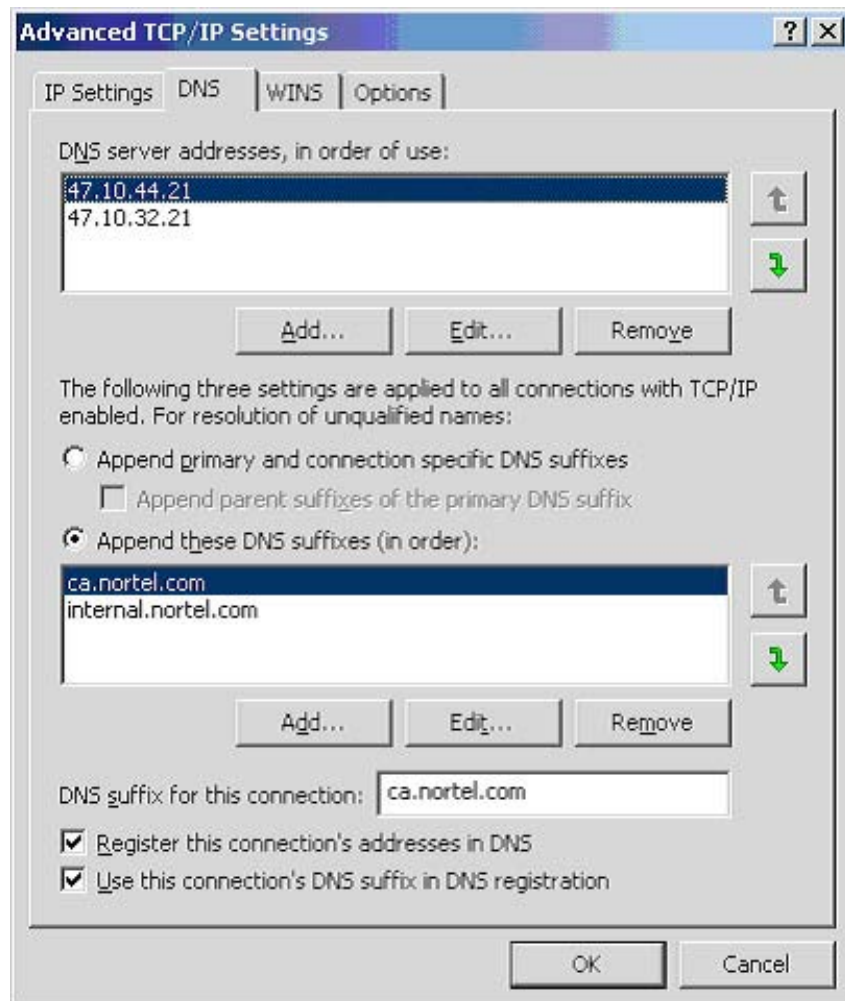 Advanced TCP/IP Settings
IP Settings DNS WINS Options
DNS server addresses, in order of use:
47.10.44.21
47.10.32.21
Add... Edit... Remove
The following three settings are applied to all connections with TCP/IP
enabled. For resolution of unqualified names:
Append primary and connection specific DNS suffixes
Append parent suffixes of the primary DNS suffix
Append these DNS suffixes (in order):
ca.nortel.com
internal.nortel.com
Add... Edit... Remove
DNS suffix for this connection: ca.nortel.com
Register this connection's addresses in DNS
Use this connection's DNS suffix in DNS registration
OK Cancel